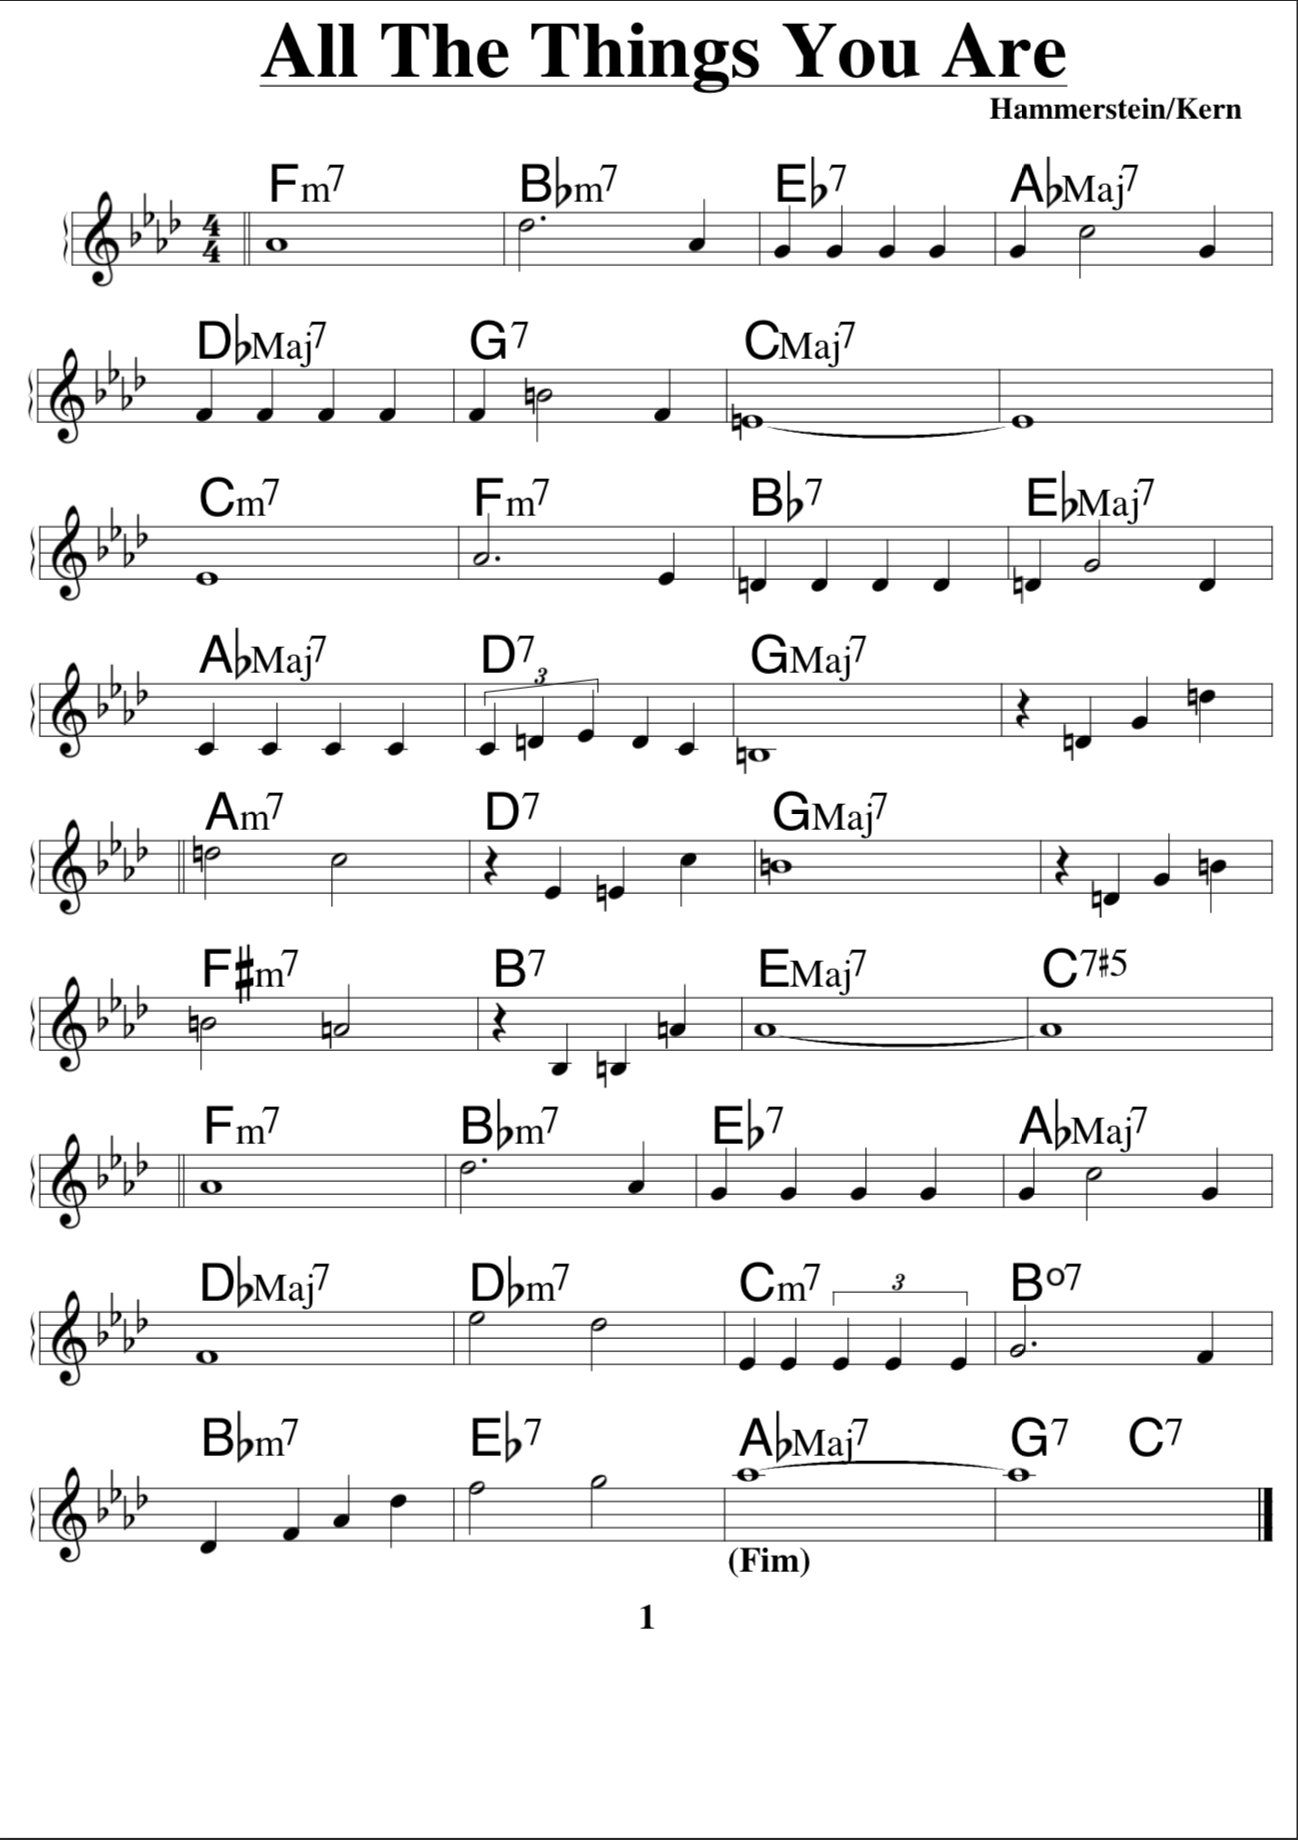 All The Things You Are
Hammerstein/Kern
Fm7 B♭m7 E♭7 A♭Maj7
4
4
D♭Maj7 G7 CMaj7
Cm7 Fm7 B♭7 E♭Maj7
A♭Maj7 D7 GMaj7
3
Am7 D7 GMaj7
F♯m7 B7 EMaj7 C7♯5
Fm7 B♭m7 E♭7 A♭Maj7
D♭Maj7 D♭m7 Cm7 3 Bo7
B♭m7 E♭7 A♭Maj7 G7 C7
(Fim)
1